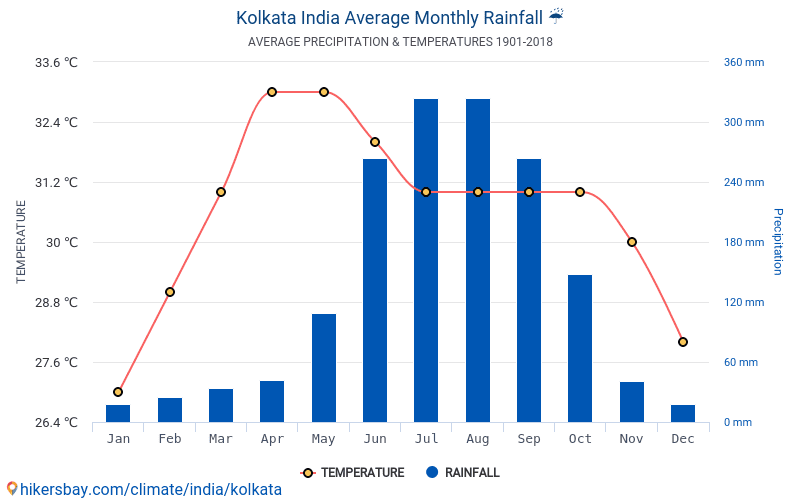 Kolkata India Average Monthly Rainfall ☔
AVERAGE PRECIPITATION & TEMPERATURES 1901-2018
33.6 °C
32.4 °C
31.2 °C
30 °C
28.8 °C
27.6 °C
26.4 °C
TEMPERATURE
360 mm
300 mm
240 mm
180 mm
120 mm
60 mm
0 mm
Precipitation
Jan Feb Mar Apr May Jun Jul Aug Sep Oct Nov Dec
TEMPERATURE RAINFALL
hikersbay.com/climate/india/kolkata